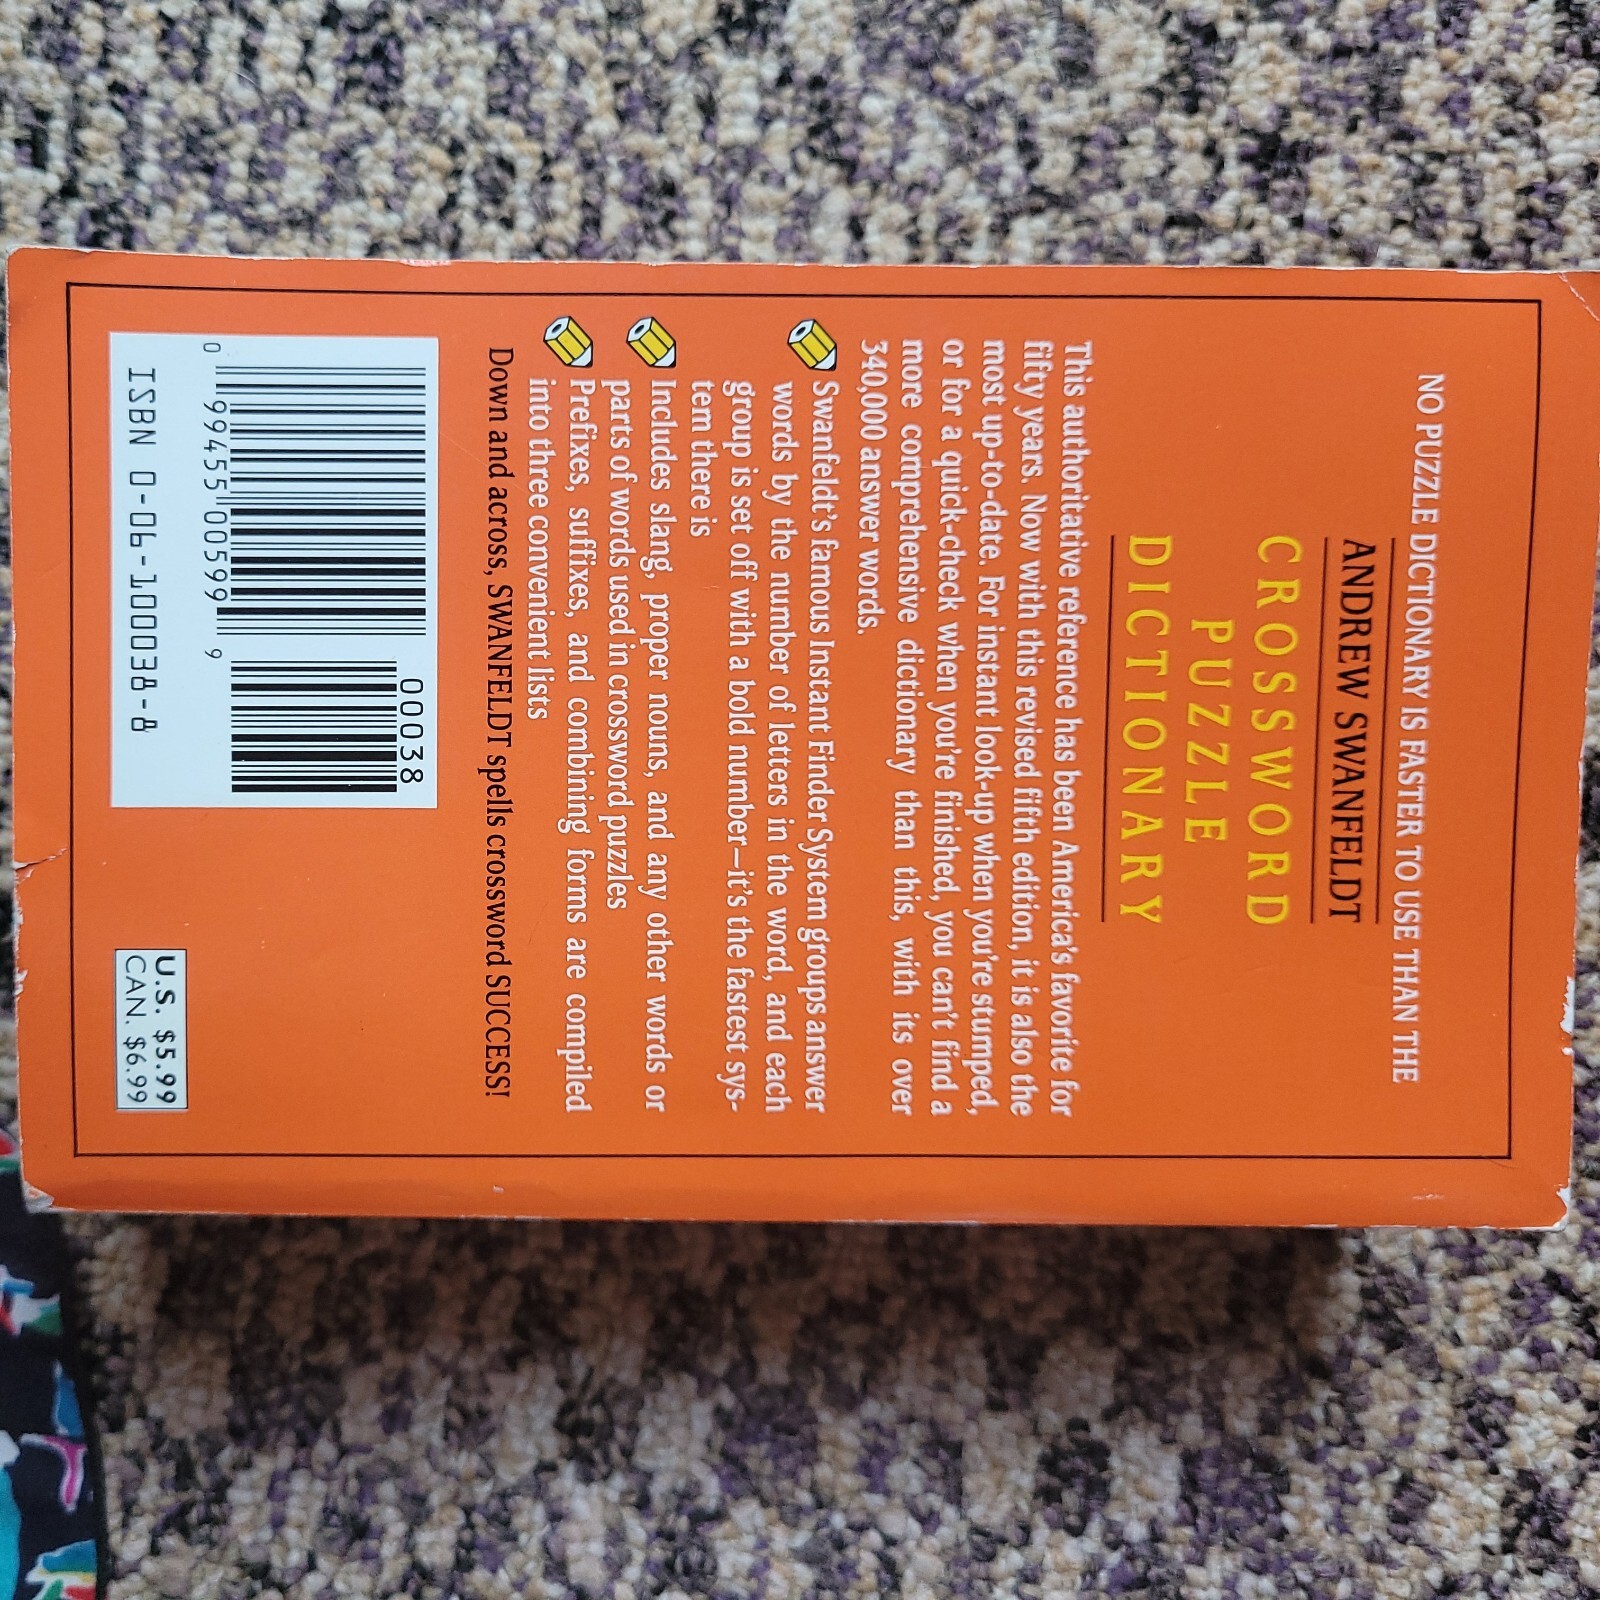 NO PUZZLE DICTIONARY IS FASTER TO USE THAN THE
ANDREW SWANFELDT
CROSSWORD
PUZZLE
DICTIONARY
This authoritative reference has been America's favorite for
fifty years. Now with this revised fifth edition, it is also the
most up-to-date. For instant look-up when you're stumped,
or for a quick-check when you're finished, you can't find a
more comprehensive dictionary than this, with its over
340,000 answer words.
Swanfeldt's famous Instant Finder System groups answer
words by the number of letters in the word, and each
group is set off with a bold number—it's the fastest sys-
tem there is
Includes slang, proper nouns, and any other words or
parts of words used in crossword puzzles
Prefixes, suffixes, and combining forms are compiled
into three convenient lists
Down and across, SWANFELDT spells crossword SUCCESS!
00038
0 99455 00599 9
ISBN 0-06-100038-8
U.S. $5.99
CAN. $6.99